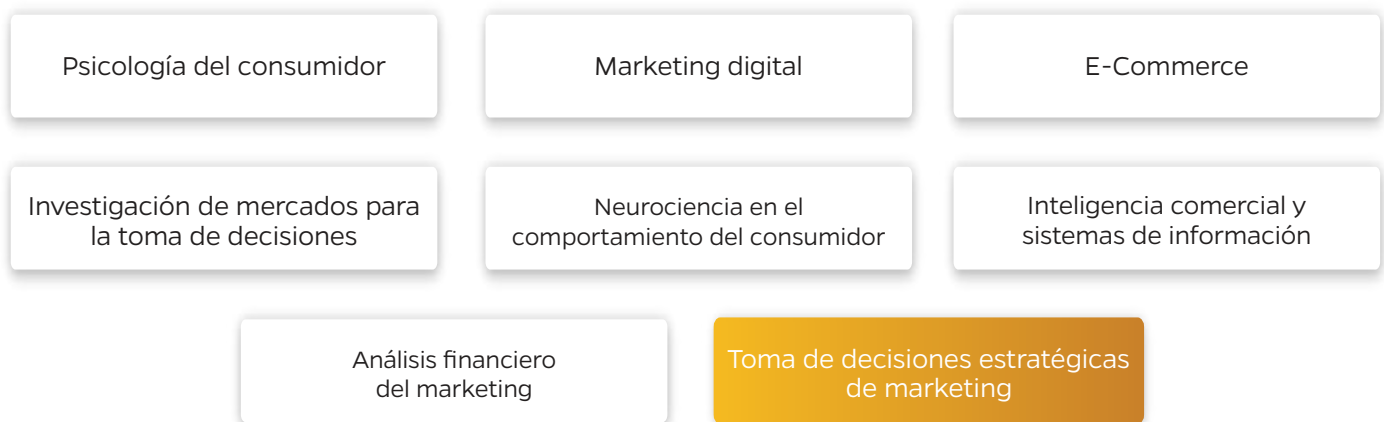 Psicología del consumidor
Marketing digital
E-Commerce
Investigación de mercados para
la toma de decisiones
Neurociencia en el
comportamiento del consumidor
Inteligencia comercial y
sistemas de información
Análisis financiero
del marketing
Toma de decisiones estratégicas
de marketing